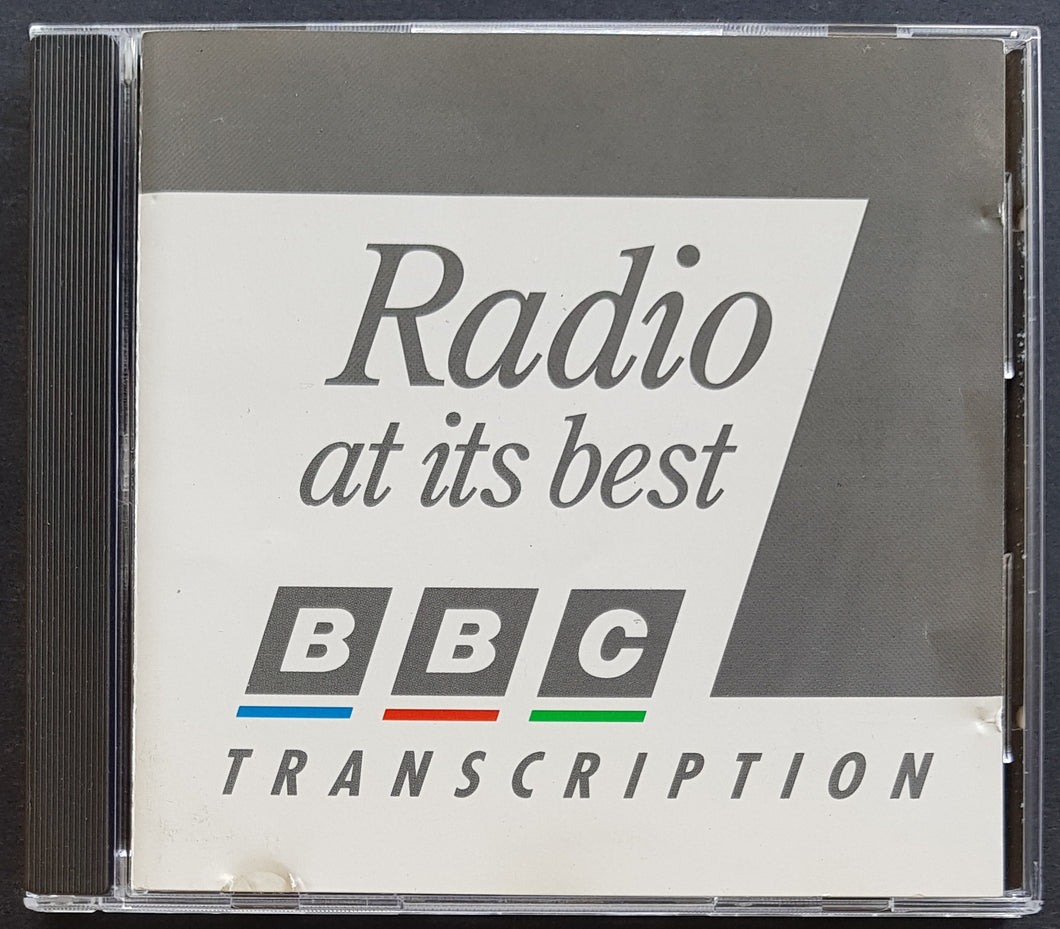 Radio
at its best
BBC
TRANSCRIPTION